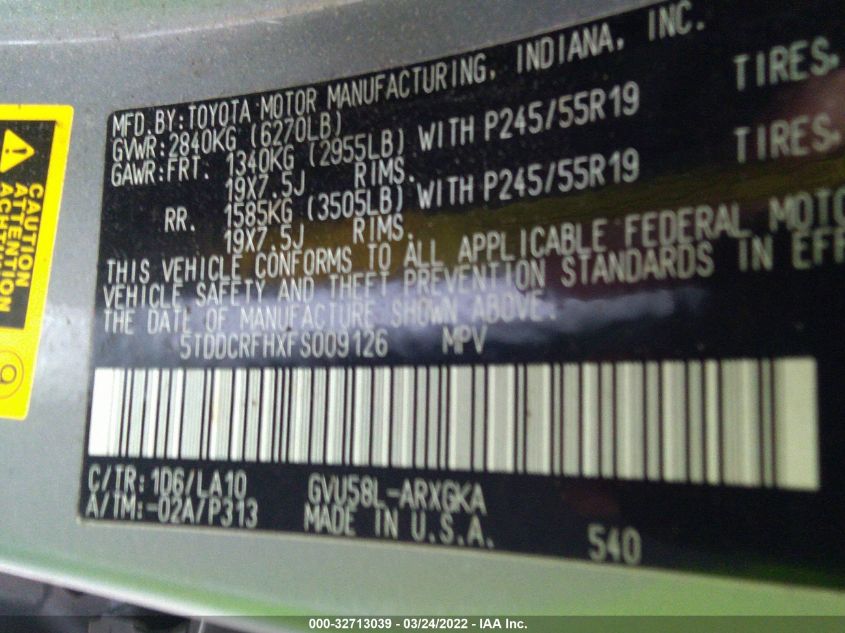 MFD.BY:TOYOTA MOTOR MANUFACTURING, INDIANA, INC.
GVWR:2840KG (6270LB)
GAWR:FRT. 1340KG (2955LB) WITH P245/55R19 TIRES,
19X7.5J RIMS.
RR. 1585KG (3505LB) WITH P245/55R19 TIRES,
19X7.5J RIMS.
THIS VEHICLE CONFORMS TO ALL APPLICABLE FEDERAL MOTO
VEHICLE SAFETY AND THEFT PREVENTION STANDARDS IN EFF
THE DATE OF MANUFACTURE SHOWN ABOVE.
5TDDCRFHXFS009126 MPV
C/TR: 1D6/LA10 GVU58L-ARXGKA
A/TM:-02A/P313 MADE IN U.S.A.
540
CAUTION
ATTENTION
ACHTEN
000-32713039 - 03/24/2022 - IAA Inc.